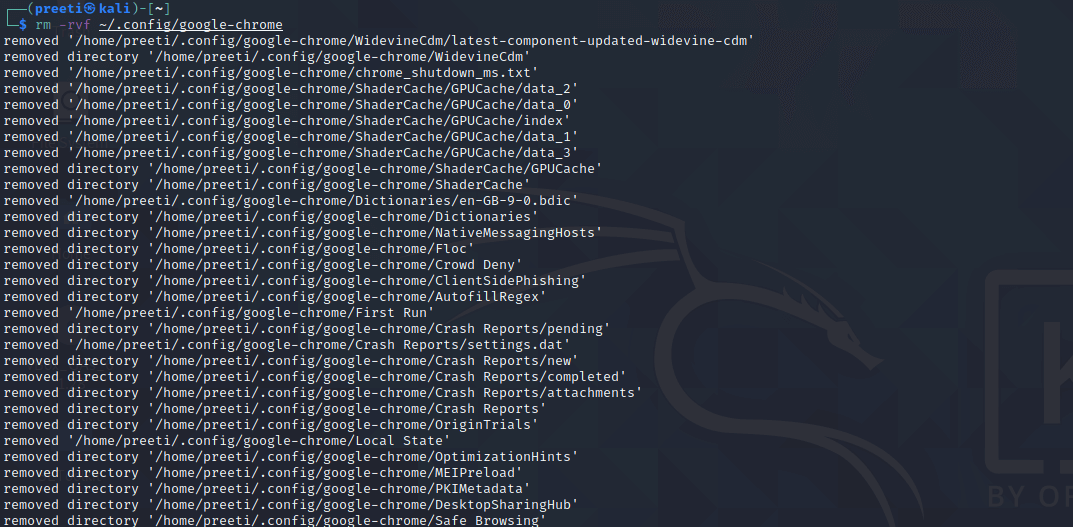 (preeti㉿kali)-[~]
$ rm -rvf ~/.config/google-chrome
removed '/home/preeti/.config/google-chrome/WidevineCdm/latest-component-updated-widevine-cdm'
removed directory '/home/preeti/.config/google-chrome/WidevineCdm'
removed '/home/preeti/.config/google-chrome/chrome_shutdown_ms.txt'
removed '/home/preeti/.config/google-chrome/ShaderCache/GPUCache/data_2'
removed '/home/preeti/.config/google-chrome/ShaderCache/GPUCache/data_0'
removed '/home/preeti/.config/google-chrome/ShaderCache/GPUCache/index'
removed '/home/preeti/.config/google-chrome/ShaderCache/GPUCache/data_1'
removed '/home/preeti/.config/google-chrome/ShaderCache/GPUCache/data_3'
removed directory '/home/preeti/.config/google-chrome/ShaderCache/GPUCache'
removed directory '/home/preeti/.config/google-chrome/ShaderCache'
removed '/home/preeti/.config/google-chrome/Dictionaries/en-GB-9-0.bdic'
removed directory '/home/preeti/.config/google-chrome/Dictionaries'
removed directory '/home/preeti/.config/google-chrome/NativeMessagingHosts'
removed directory '/home/preeti/.config/google-chrome/Floc'
removed directory '/home/preeti/.config/google-chrome/Crowd Deny'
removed directory '/home/preeti/.config/google-chrome/ClientSidePhishing'
removed directory '/home/preeti/.config/google-chrome/AutofillRegex'
removed '/home/preeti/.config/google-chrome/First Run'
removed directory '/home/preeti/.config/google-chrome/Crash Reports/pending'
removed '/home/preeti/.config/google-chrome/Crash Reports/settings.dat'
removed directory '/home/preeti/.config/google-chrome/Crash Reports/new'
removed directory '/home/preeti/.config/google-chrome/Crash Reports/completed'
removed directory '/home/preeti/.config/google-chrome/Crash Reports/attachments'
removed directory '/home/preeti/.config/google-chrome/Crash Reports'
removed directory '/home/preeti/.config/google-chrome/OriginTrials'
removed '/home/preeti/.config/google-chrome/Local State'
removed directory '/home/preeti/.config/google-chrome/OptimizationHints'
removed directory '/home/preeti/.config/google-chrome/MEIPreload'
removed directory '/home/preeti/.config/google-chrome/PKIMetadata'
removed directory '/home/preeti/.config/google-chrome/DesktopSharingHub'
removed directory '/home/preeti/.config/google-chrome/Safe Browsing'
K
BY